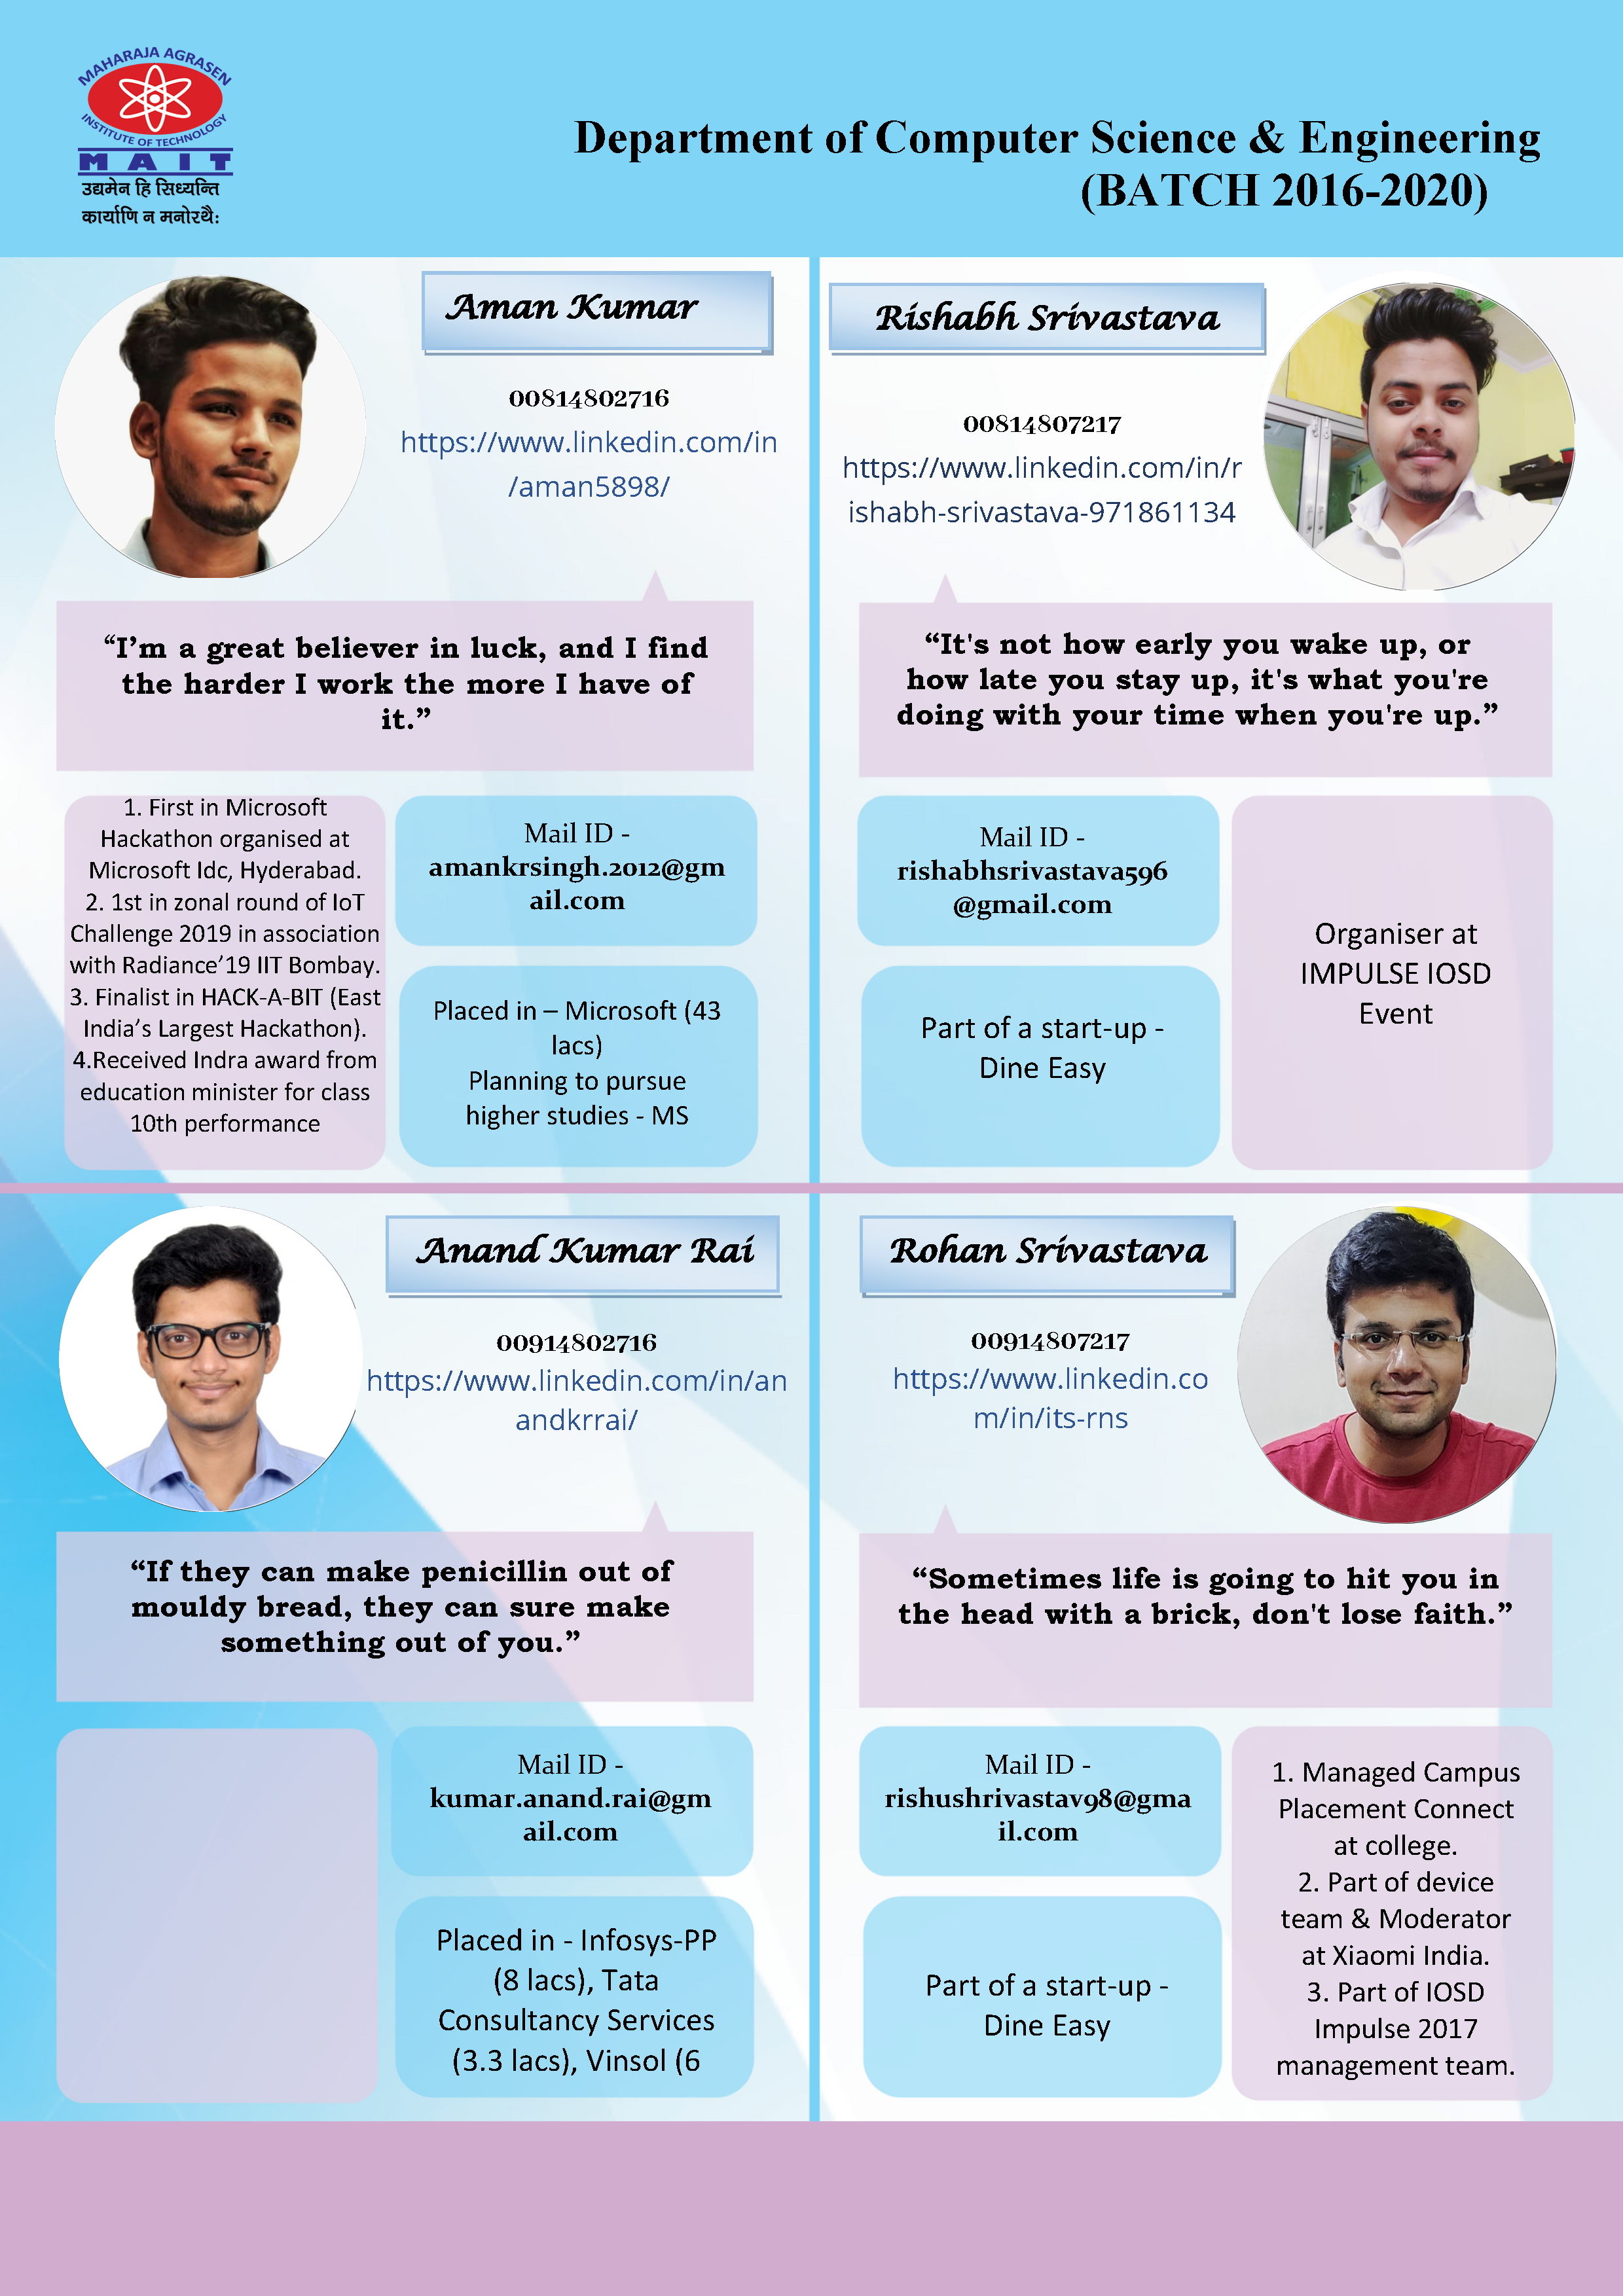 MAHARAJA AGRASEN
INSTITUTE OF TECHNOLOGY
MAIT
उद्यमेन हि सिध्यन्ति
कार्याणि न मनोरथै:
Department of Computer Science & Engineering
(BATCH 2016-2020)
Aman Kumar
00814802716
https://www.linkedin.com/in
/aman5898/
“I’m a great believer in luck, and I find
the harder I work the more I have of
it.”
1. First in Microsoft
Hackathon organised at
Microsoft Idc, Hyderabad.
2. 1st in zonal round of IoT
Challenge 2019 in association
with Radiance’19 IIT Bombay.
3. Finalist in HACK-A-BIT (East
India’s Largest Hackathon).
4.Received Indra award from
education minister for class
10th performance
Mail ID -
amankrsingh.2012@gm
ail.com
Placed in – Microsoft (43
lacs)
Planning to pursue
higher studies - MS
Rishabh Srivastava
00814807217
https://www.linkedin.com/in/r
ishabh-srivastava-971861134
“It's not how early you wake up, or
how late you stay up, it's what you're
doing with your time when you're up.”
Mail ID -
rishabhsrivastava596
@gmail.com
Part of a start-up -
Dine Easy
Organiser at
IMPULSE IOSD
Event
Anand Kumar Rai
00914802716
https://www.linkedin.com/in/an
andkrrai/
“If they can make penicillin out of
mouldy bread, they can sure make
something out of you.”
Mail ID -
kumar.anand.rai@gm
ail.com
Placed in - Infosys-PP
(8 lacs), Tata
Consultancy Services
(3.3 lacs), Vinsol (6
Rohan Srivastava
00914807217
https://www.linkedin.co
m/in/its-rns
“Sometimes life is going to hit you in
the head with a brick, don't lose faith.”
Mail ID -
rishushrivastav98@gma
il.com
Part of a start-up -
Dine Easy
1. Managed Campus
Placement Connect
at college.
2. Part of device
team & Moderator
at Xiaomi India.
3. Part of IOSD
Impulse 2017
management team.